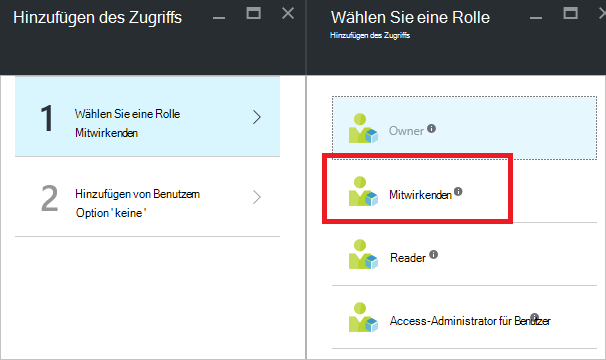 Hinzufügen des Zugriffs
1
Wählen Sie eine Rolle
Mitwirkenden
2
Hinzufügen von Benutzern
Option 'keine'
Wählen Sie eine Rolle
Hinzufügen des Zugriffs
Owner
Mitwirkenden
Reader
Access-Administrator für Benutzer